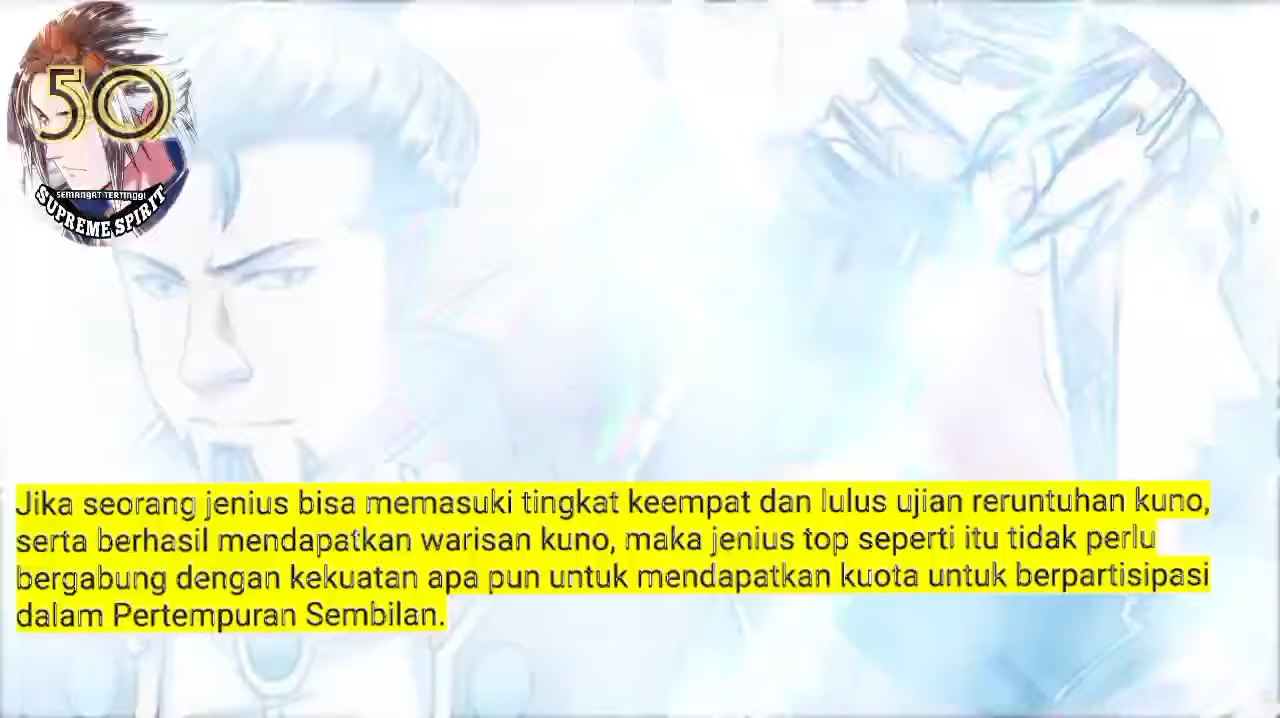 50
SEMANGAT TERTINGGI
SUPREME SPIRIT
Jika seorang jenius bisa memasuki tingkat keempat dan lulus ujian reruntuhan kuno,
serta berhasil mendapatkan warisan kuno, maka jenius top seperti itu tidak perlu
bergabung dengan kekuatan apa pun untuk mendapatkan kuota untuk berpartisipasi
dalam Pertempuran Sembilan.